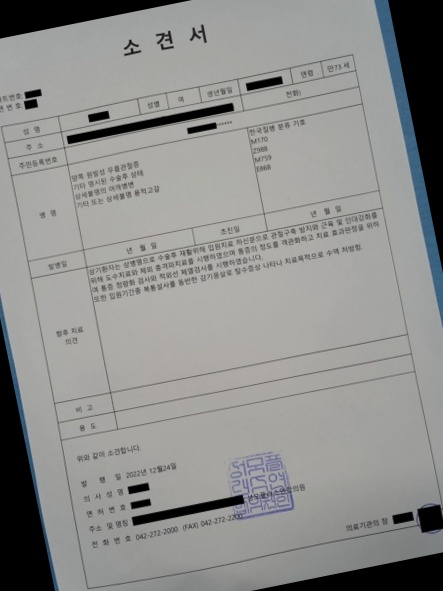 소 견 서
트번호
번 호
성 명 성별 여 생년월일 연령 만73 세
주 소 전화)
주민등록번호 ******
병 명
양쪽 원발성 무릎관절증
기타 명시된 수술후 상태
상세불명의 어깨병변
기타 또는 상세불명 용적고갈
한국질병 분류 기호
M170
Z988
M759
E868
발병일 년 월 일 초진일 년 월 일
향후 치료
의견
상기환자는 상병명으로 수술후 재활위해 입원치료 하신분으로 관절구축 방지와 근육 및 인대강화를
위해 도수치료와 체외 충격파치료를 시행하였으며 통증의 정도를 객관화하고 치료 효과판정을 위하
여 통증 정량화 검사와 적외선 체열검사를 시행하였습니다.
또한 입원기간중 복통설사를 동반한 감기몸살로 탈수증상 나타나 치료목적으로 수액 처방함.
비 고
용 도
위와 같이 소견합니다.
발 행 일 2022년 12월24일
의 사 성 명
면 허 번 호
주소 및 명칭
전 화 번 호 042-272-2000 (FAX) 042-272-2200
의료기관의 장